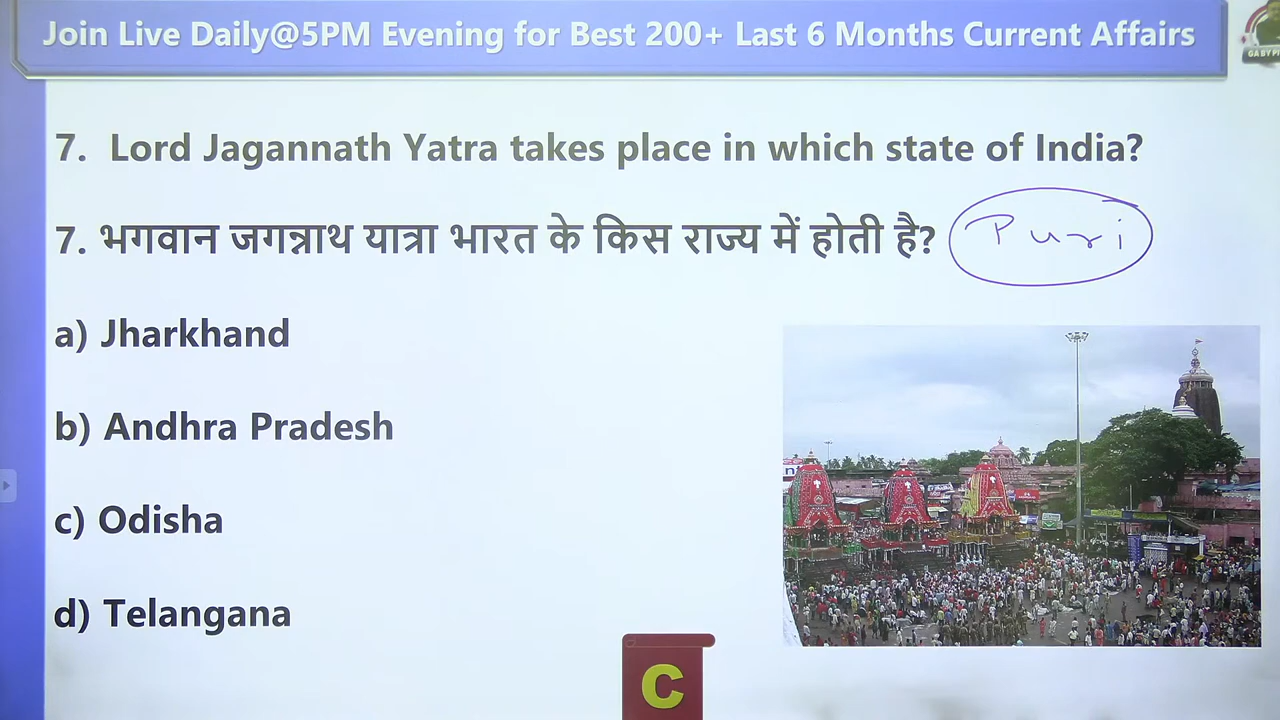 Join Live Daily@5PM Evening for Best 200+ Last 6 Months Current Affairs
7. Lord Jagannath Yatra takes place in which state of India?
7. भगवान जगन्नाथ यात्रा भारत के किस राज्य में होती है? Puri
a) Jharkhand
b) Andhra Pradesh
c) Odisha
d) Telangana
C